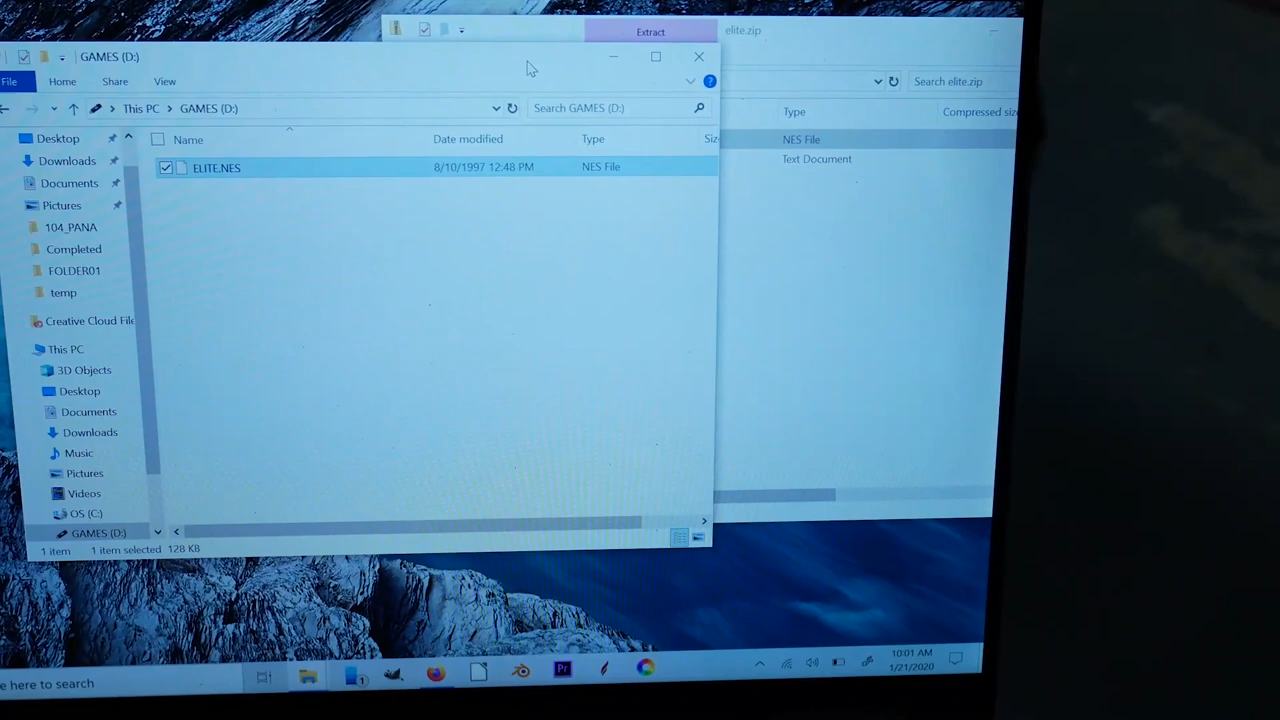 Extract
elite.zip
GAMES (D:)
File
Home
Share
View
This PC
GAMES (D:)
Search GAMES (D:)
Search elite.zip
Name
Date modified
Type
Type
ELITE.NES
8/10/1997 12:48 PM
NES File
NES File
Text Document
Desktop
Downloads
Documents
Pictures
104_PANA
Completed
FOLDER01
temp
Creative Cloud File
This PC
3D Objects
Desktop
Documents
Downloads
Music
Pictures
Videos
OS (C:)
GAMES (D:)
1 item
1 item selected
128 KB
here to search
1
Pr
10:01 AM
1/21/2020